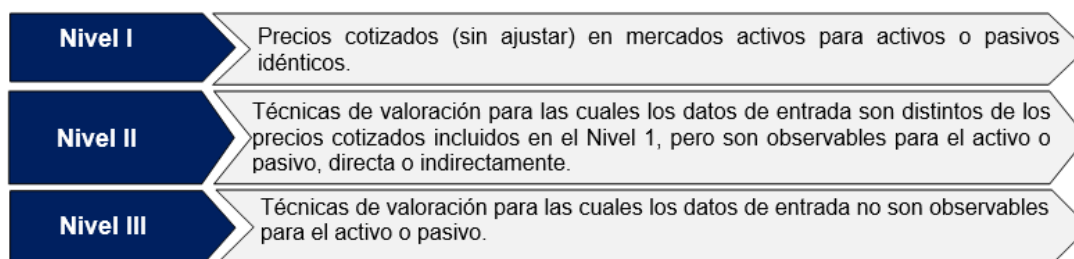 Nivel I
Precios cotizados (sin ajustar) en mercados activos para activos o pasivos
idénticos.
Nivel II
Técnicas de valoración para las cuales los datos de entrada son distintos de los
precios cotizados incluidos en el Nivel 1, pero son observables para el activo o
pasivo, directa o indirectamente.
Nivel III
Técnicas de valoración para las cuales los datos de entrada no son observables
para el activo o pasivo.